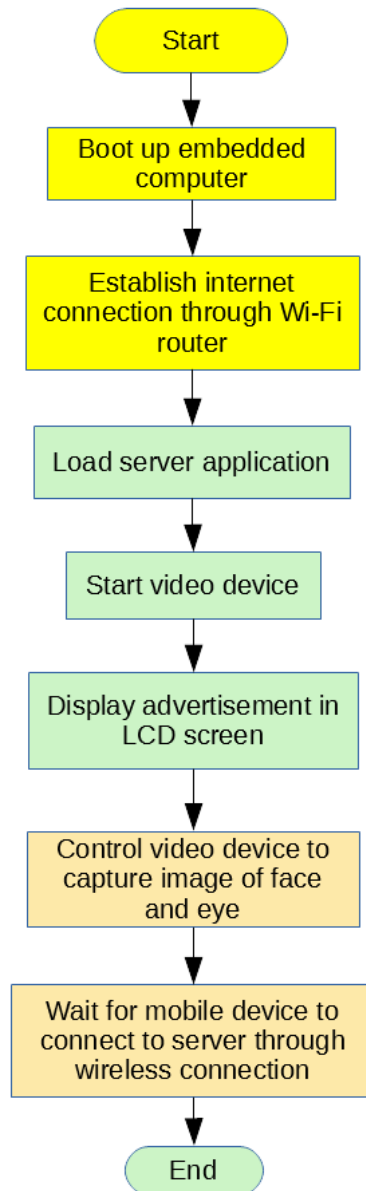 Start
Boot up embedded
computer
Establish internet
connection through Wi-Fi
router
Load server application
Start video device
Display advertisement in
LCD screen
Control video device to
capture image of face
and eye
Wait for mobile device to
connect to server through
wireless connection
End